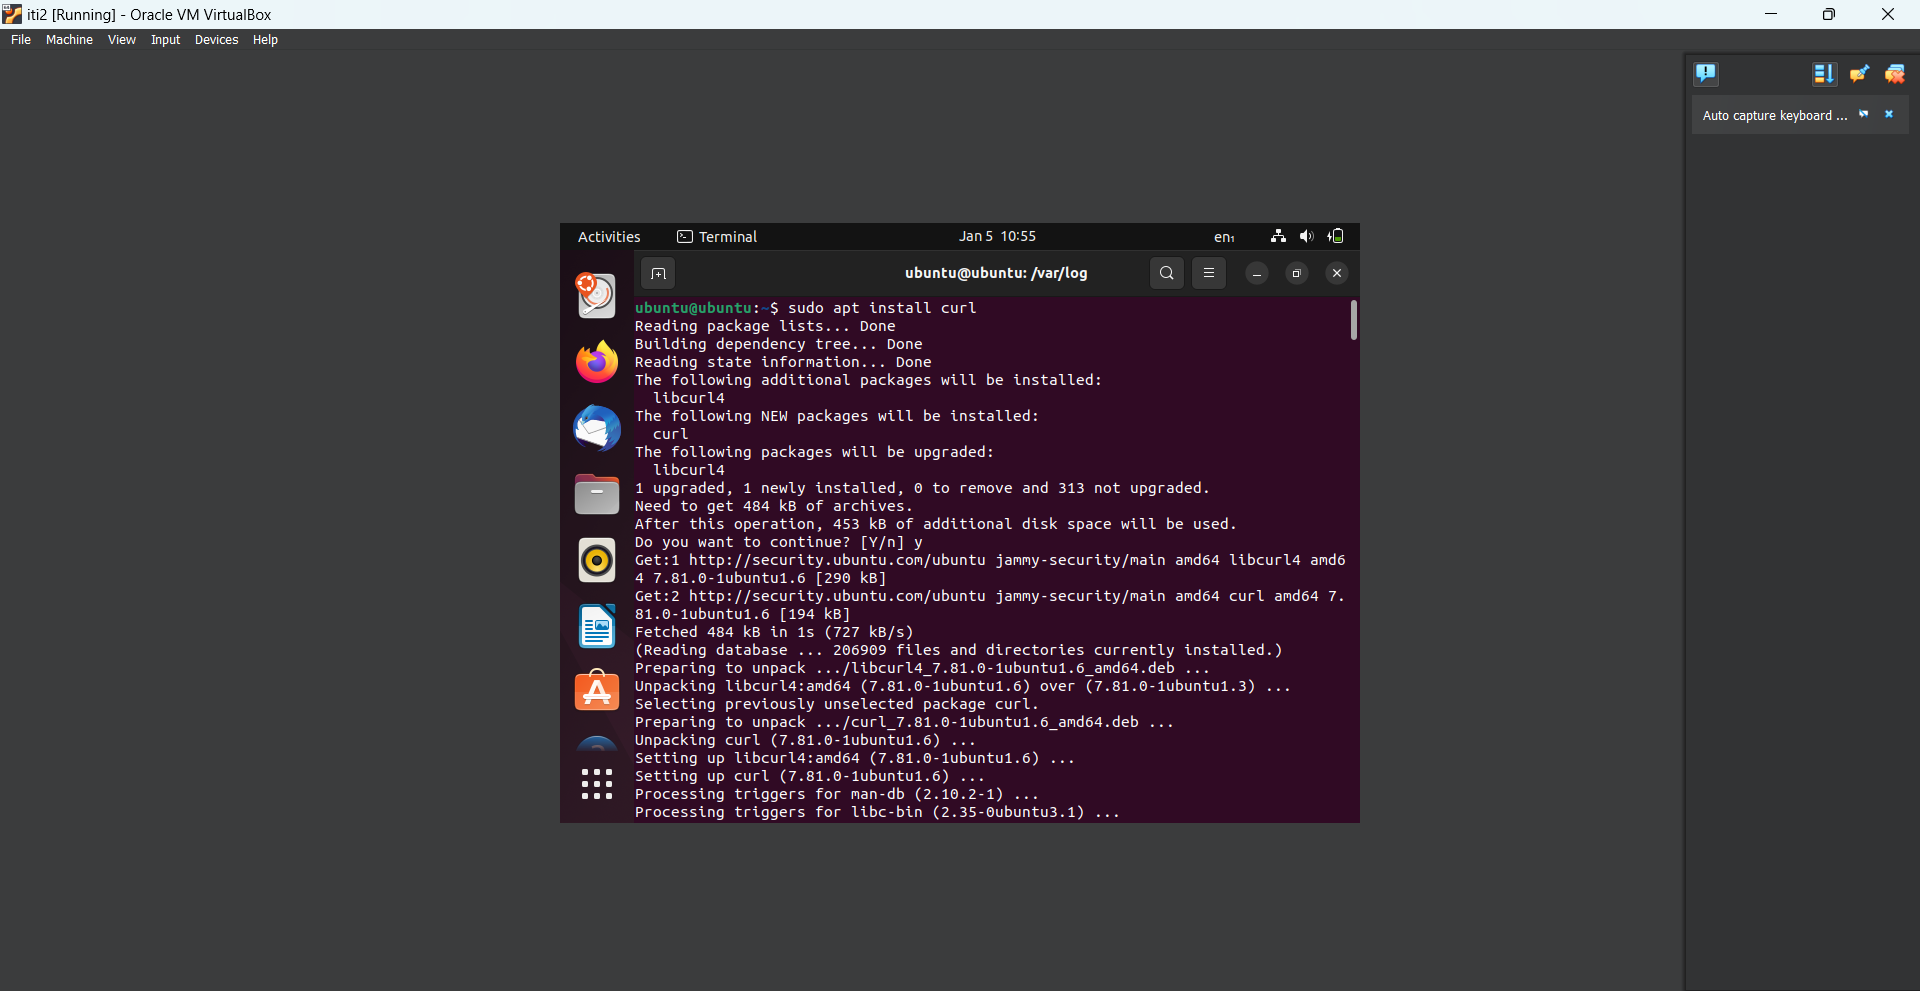 iti2 [Running] - Oracle VM VirtualBox
File Machine View Input Devices Help
Auto capture keyboard ...
Activities Terminal Jan 5 10:55 en₁
ubuntu@ubuntu: /var/log
ubuntu@ubuntu:~$ sudo apt install curl
Reading package lists... Done
Building dependency tree... Done
Reading state information... Done
The following additional packages will be installed:
  libcurl4
The following NEW packages will be installed:
  curl
The following packages will be upgraded:
  libcurl4
1 upgraded, 1 newly installed, 0 to remove and 313 not upgraded.
Need to get 484 kB of archives.
After this operation, 453 kB of additional disk space will be used.
Do you want to continue? [Y/n] y
Get:1 http://security.ubuntu.com/ubuntu jammy-security/main amd64 libcurl4 amd6
4 7.81.0-1ubuntu1.6 [290 kB]
Get:2 http://security.ubuntu.com/ubuntu jammy-security/main amd64 curl amd64 7.
81.0-1ubuntu1.6 [194 kB]
Fetched 484 kB in 1s (727 kB/s)
(Reading database ... 206909 files and directories currently installed.)
Preparing to unpack .../libcurl4_7.81.0-1ubuntu1.6_amd64.deb ...
Unpacking libcurl4:amd64 (7.81.0-1ubuntu1.6) over (7.81.0-1ubuntu1.3) ...
Selecting previously unselected package curl.
Preparing to unpack .../curl_7.81.0-1ubuntu1.6_amd64.deb ...
Unpacking curl (7.81.0-1ubuntu1.6) ...
Setting up libcurl4:amd64 (7.81.0-1ubuntu1.6) ...
Setting up curl (7.81.0-1ubuntu1.6) ...
Processing triggers for man-db (2.10.2-1) ...
Processing triggers for libc-bin (2.35-0ubuntu3.1) ...